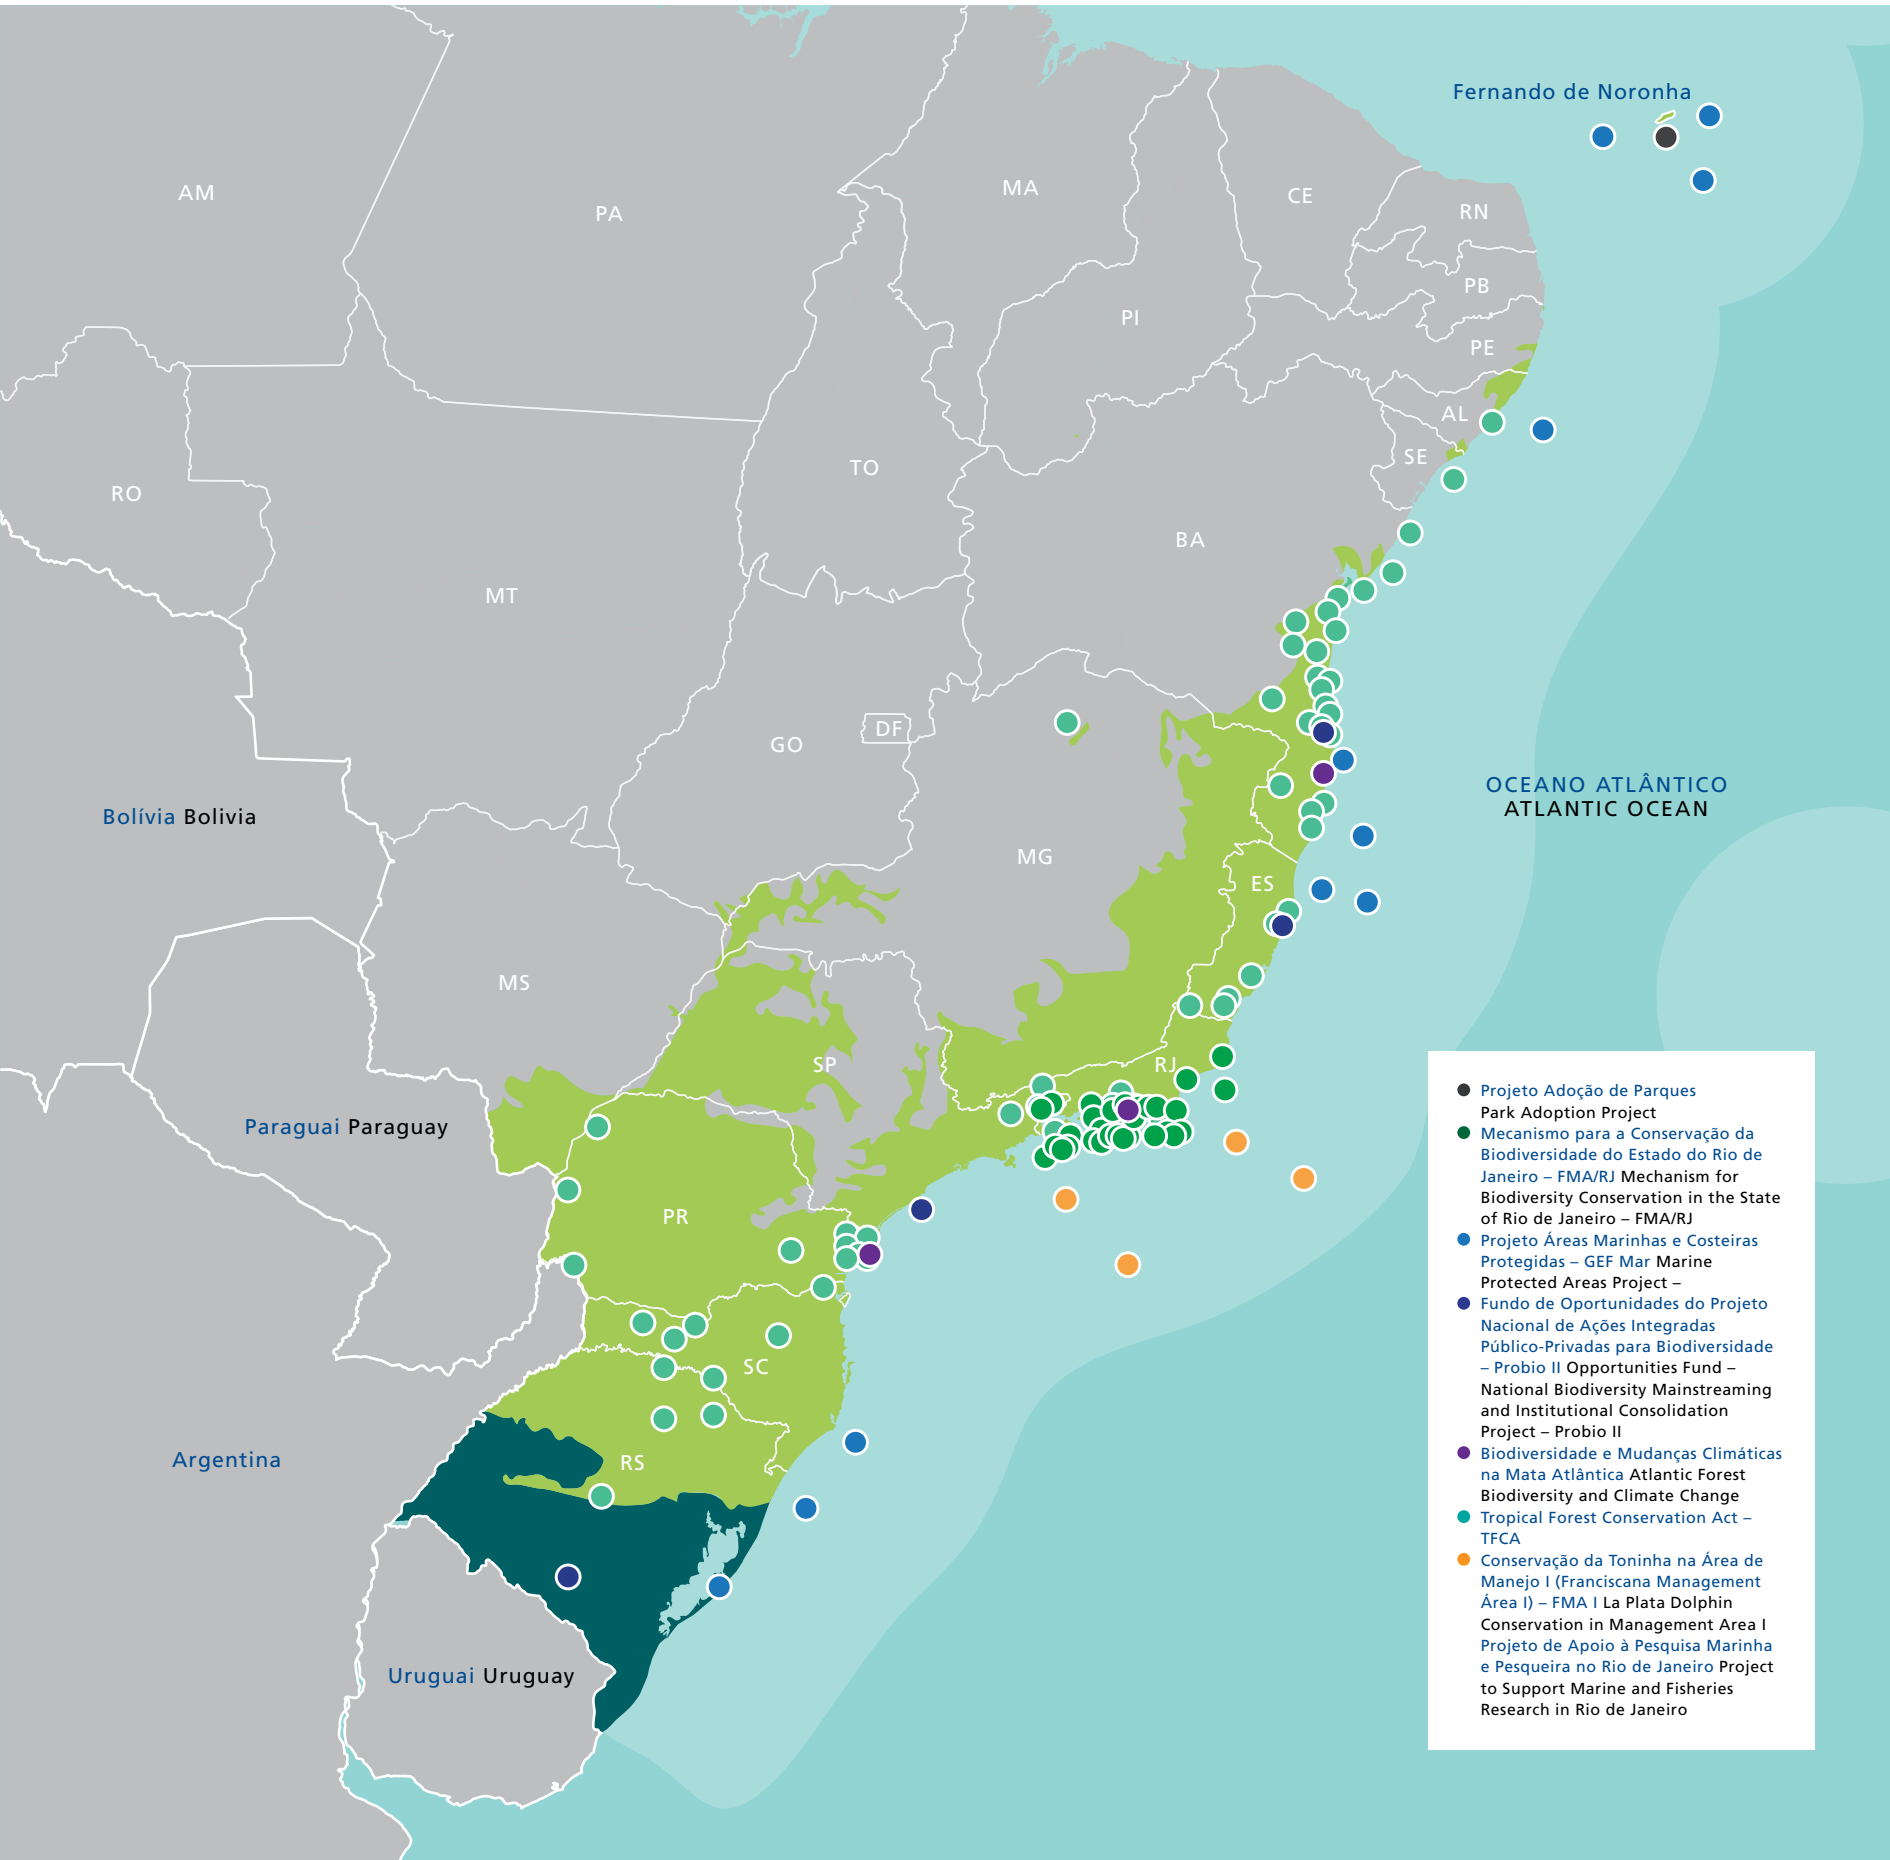 Fernando de Noronha
AM
PA
MA
CE
RN
PB
PI
PE
AL
SE
TO
RO
BA
MT
DF
GO
OCEANO ATLÂNTICO
ATLANTIC OCEAN
Bolívia Bolivia
MG
ES
MS
SP
RJ
Paraguai Paraguay
PR
SC
Argentina
RS
Uruguai Uruguay
Projeto Adoção de Parques
Park Adoption Project
Mecanismo para a Conservação da
Biodiversidade do Estado do Rio de
Janeiro – FMA/RJ Mechanism for
Biodiversity Conservation in the State
of Rio de Janeiro – FMA/RJ
Projeto Áreas Marinhas e Costeiras
Protegidas – GEF Mar Marine
Protected Areas Project –
Fundo de Oportunidades do Projeto
Nacional de Ações Integradas
Público-Privadas para Biodiversidade
– Probio II Opportunities Fund –
National Biodiversity Mainstreaming
and Institutional Consolidation
Project – Probio II
Biodiversidade e Mudanças Climáticas
na Mata Atlântica Atlantic Forest
Biodiversity and Climate Change
Tropical Forest Conservation Act –
TFCA
Conservação da Toninha na Área de
Manejo I (Franciscana Management
Área I) – FMA I La Plata Dolphin
Conservation in Management Area I
Projeto de Apoio à Pesquisa Marinha
e Pesqueira no Rio de Janeiro Project
to Support Marine and Fisheries
Research in Rio de Janeiro